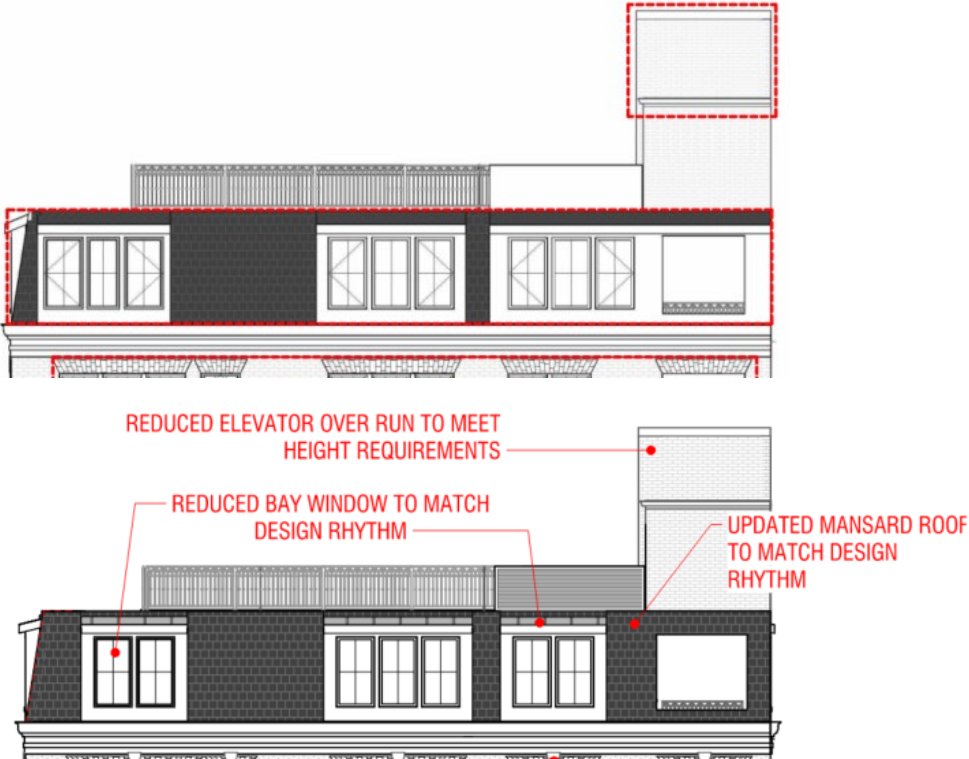 REDUCED ELEVATOR OVER RUN TO MEET
HEIGHT REQUIREMENTS
REDUCED BAY WINDOW TO MATCH
DESIGN RHYTHM
UPDATED MANSARD ROOF
TO MATCH DESIGN
RHYTHM